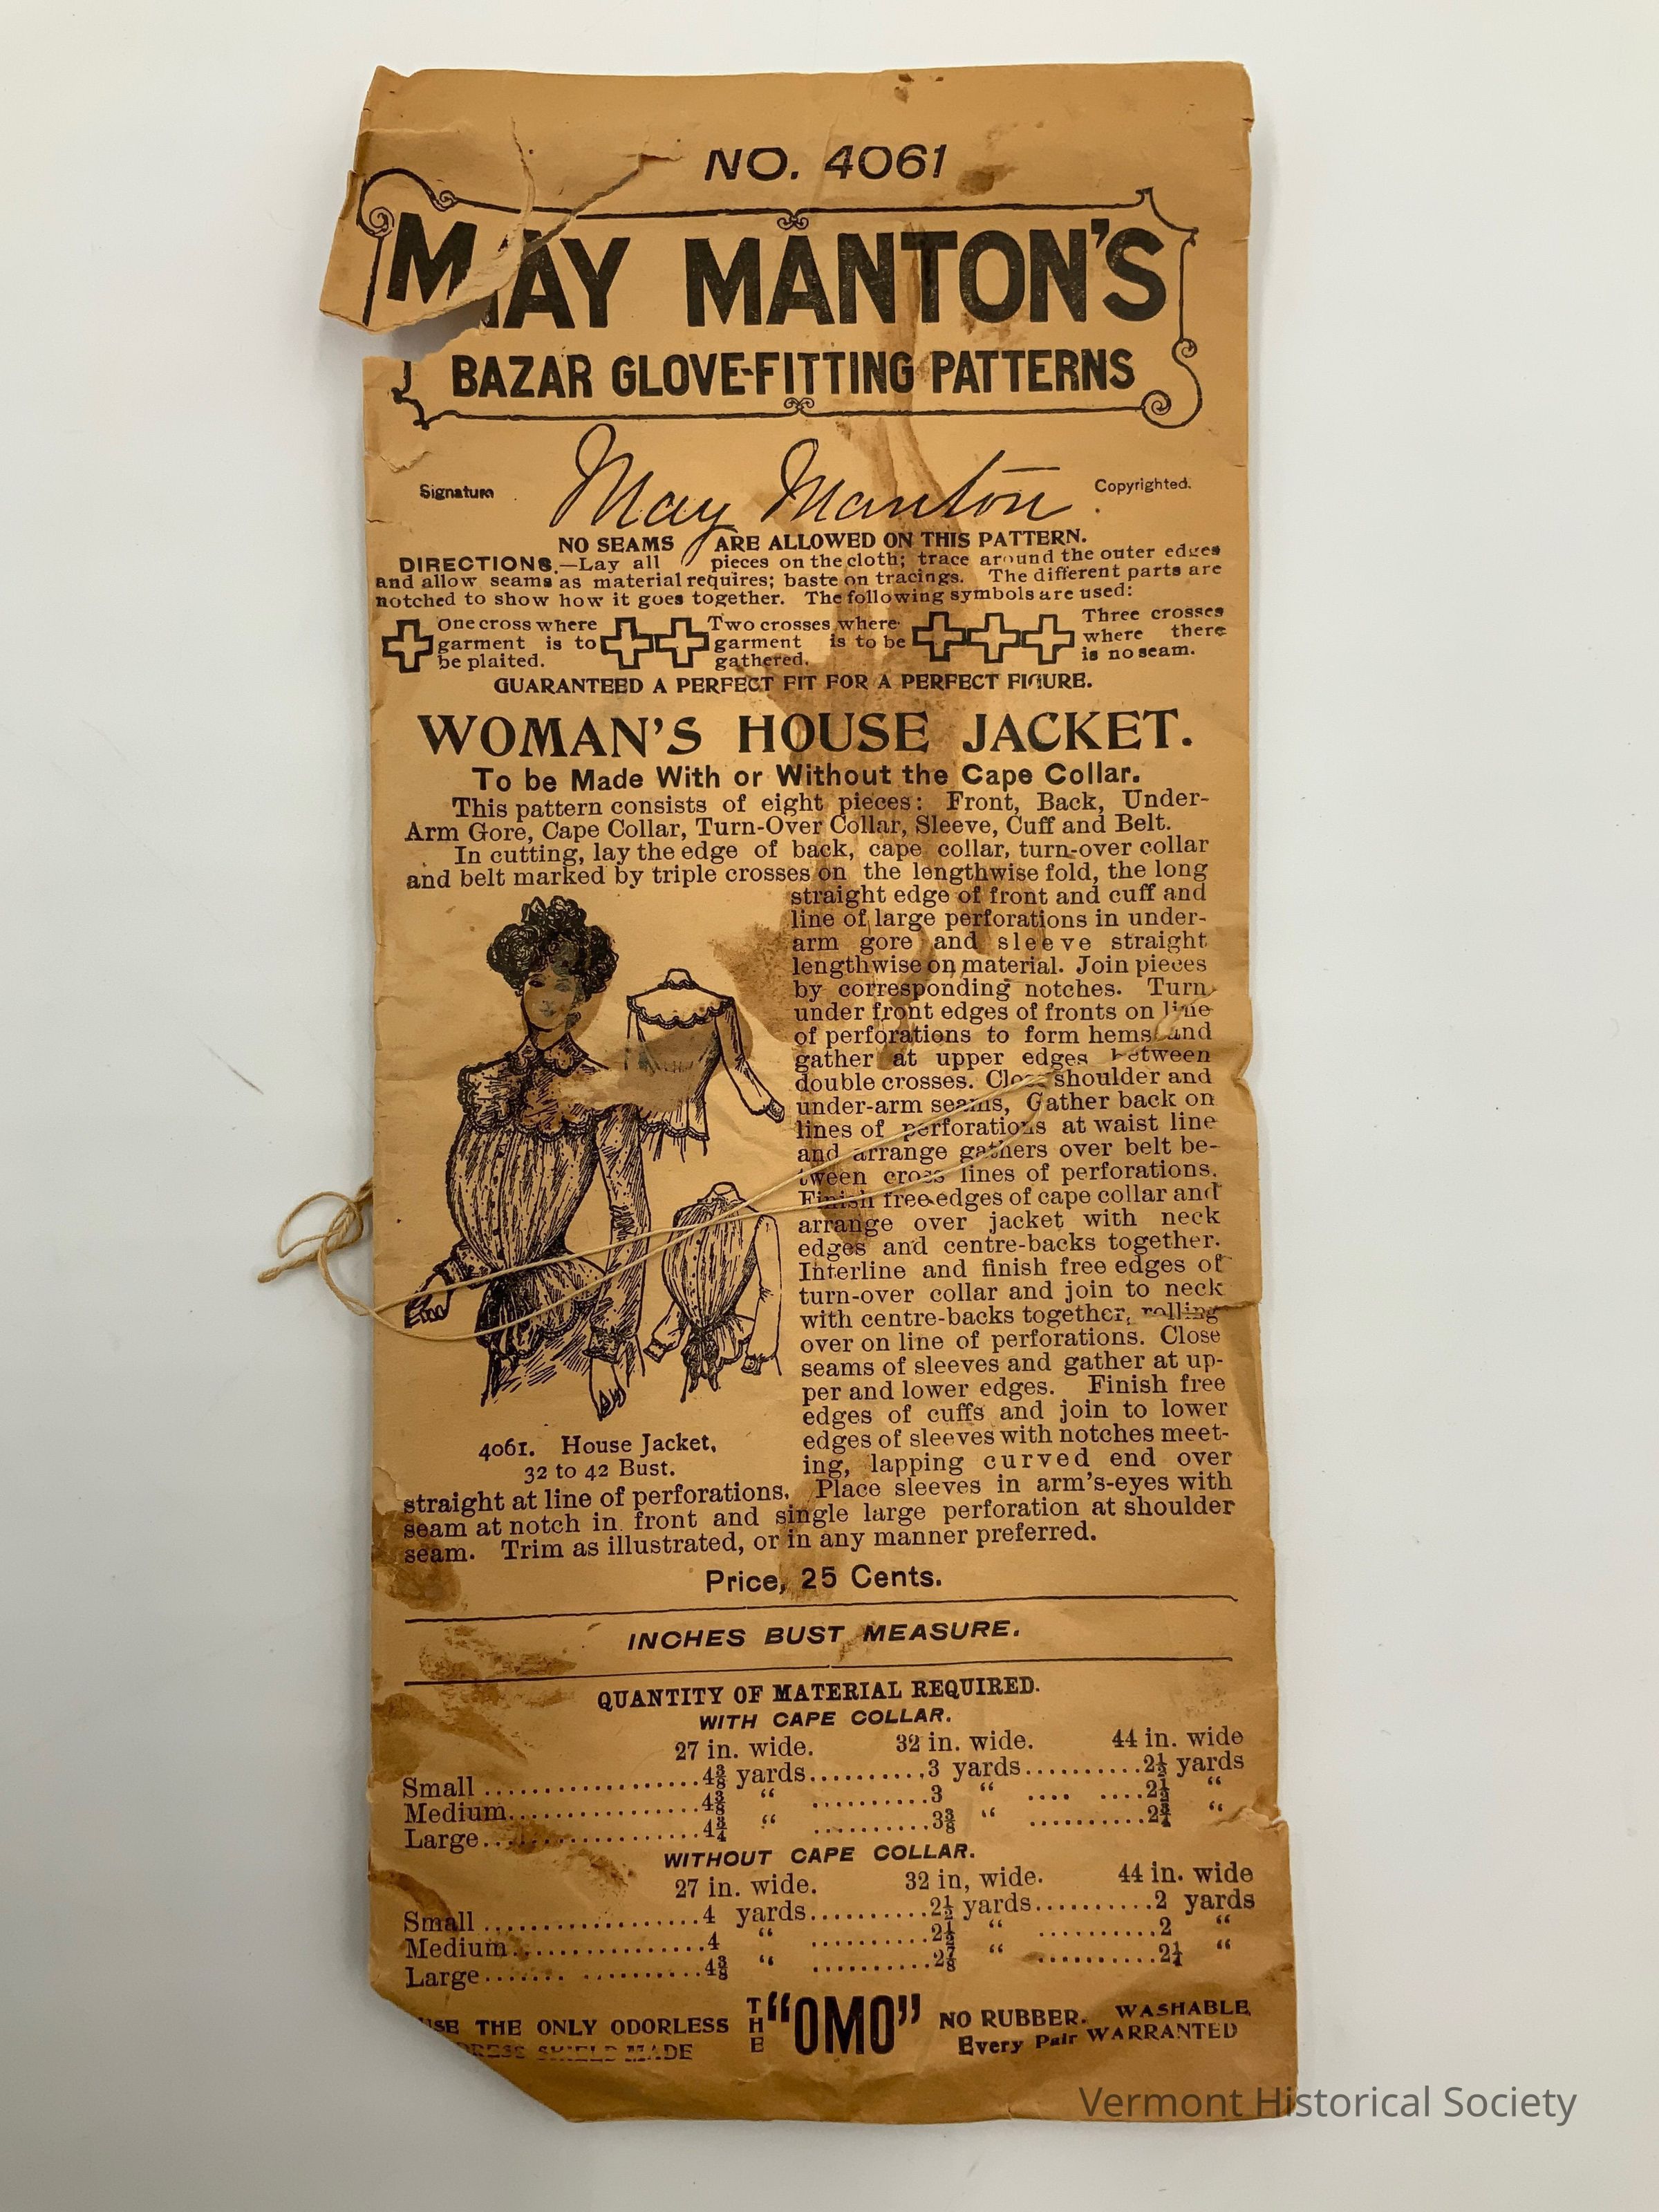 NO. 4061
MAY MANTON'S
BAZAR GLOVE-FITTING PATTERNS
Signature May Manton Copyrighted.
NO SEAMS ARE ALLOWED ON THIS PATTERN.
DIRECTIONS.—Lay all pieces on the cloth; trace around the outer edges
and allow seams as material requires; baste on tracings. The different parts are
notched to show how it goes together. The following symbols are used:
One cross where
garment is to
be plaited.
Two crosses where
garment is to be
gathered.
Three crosses
where there
is no seam.
GUARANTEED A PERFECT FIT FOR A PERFECT FIGURE.
WOMAN'S HOUSE JACKET.
To be Made With or Without the Cape Collar.
This pattern consists of eight pieces: Front, Back, Under-
Arm Gore, Cape Collar, Turn-Over Collar, Sleeve, Cuff and Belt.
In cutting, lay the edge of back, cape collar, turn-over collar
and belt marked by triple crosses on the lengthwise fold, the long
straight edge of front and cuff and
line of large perforations in under-
arm gore and sleeve straight
lengthwise on material. Join pieces
by corresponding notches. Turn
under front edges of fronts on line
of perforations to form hems and
gather at upper edges between
double crosses. Close shoulder and
under-arm seams, Gather back on
lines of perforations at waist line
and arrange gathers over belt be-
tween cross lines of perforations.
Finish free edges of cape collar and
arrange over jacket with neck
edges and centre-backs together.
Interline and finish free edges of
turn-over collar and join to neck
with centre-backs together, rolling
over on line of perforations. Close
seams of sleeves and gather at up-
per and lower edges. Finish free
edges of cuffs and join to lower
edges of sleeves with notches meet-
ing, lapping curved end over
straight at line of perforations. Place sleeves in arm's-eyes with
seam at notch in front and single large perforation at shoulder
seam. Trim as illustrated, or in any manner preferred.
4061. House Jacket,
32 to 42 Bust.
Price, 25 Cents.
INCHES BUST MEASURE.
QUANTITY OF MATERIAL REQUIRED.
WITH CAPE COLLAR.
27 in. wide. 32 in. wide. 44 in. wide
Small ....................4⅜ yards..........3 yards..........2½ yards
Medium....................4⅜ " ..........3 " .... ....2½ "
Large....................4¾ " ..........3⅜ " ..........2¾ "
WITHOUT CAPE COLLAR.
27 in. wide. 32 in, wide. 44 in. wide
Small ....................4 yards..........2½ yards..........2 yards
Medium....................4 " ..........2½ " ..........2 "
Large....... ..........4⅜ " ..........2⅞ " ..........2¼ "
USE THE ONLY ODORLESS
DRESS SHIELD MADE
THE "OMO"
NO RUBBER. WASHABLE
Every Pair WARRANTED
Vermont Historical Society